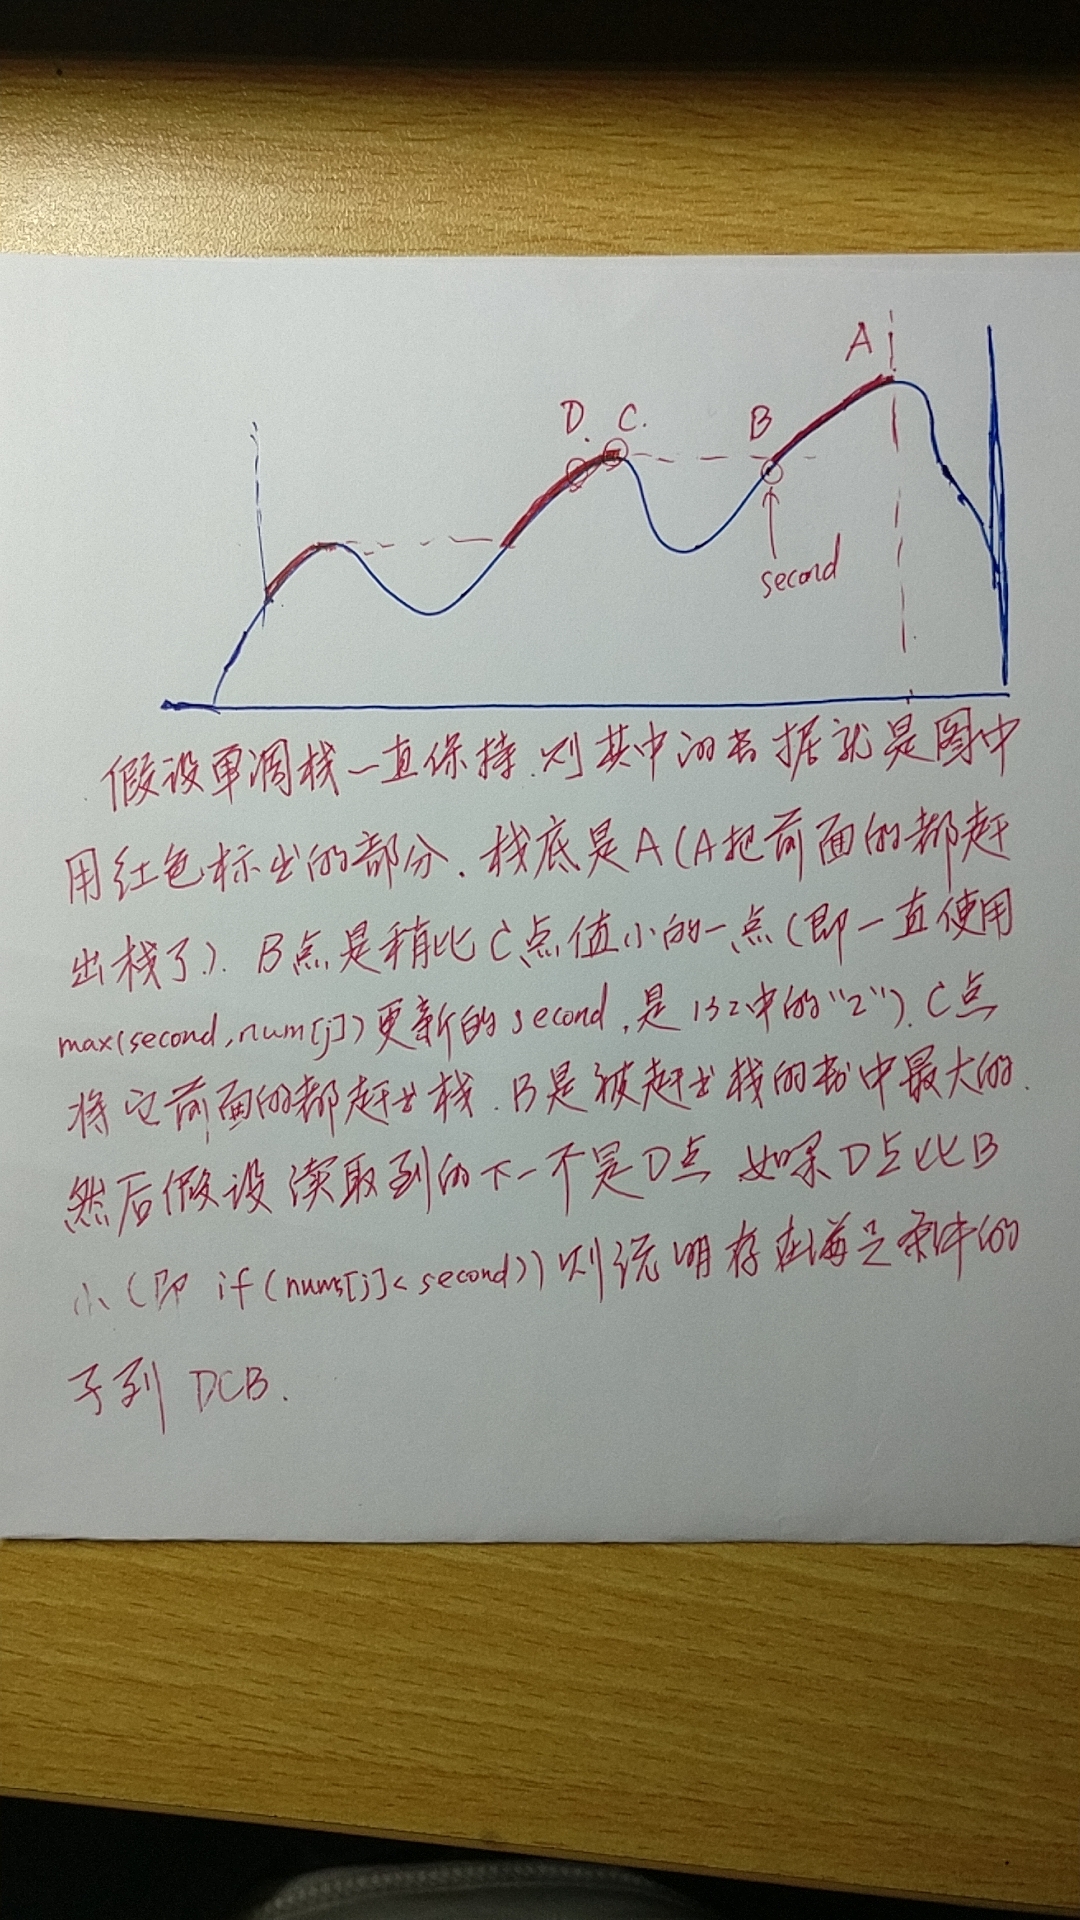 A
D. C. B
second
假设单调栈一直保持.则其中的数据就是图中
用红色标出的部分.栈底是A(A把前面的都赶
出栈了).B点是稍比C点值小的一点(即一直使用
max(second,num[j])更新的second,是132中的"2").C点
将它前面的都赶出栈.B是被赶出栈的数中最大的.
然后假设读取到的下一个是D点 如果D点比B
小(即 if(nums[j]<second))则说明存在满足条件的
子列 DCB.